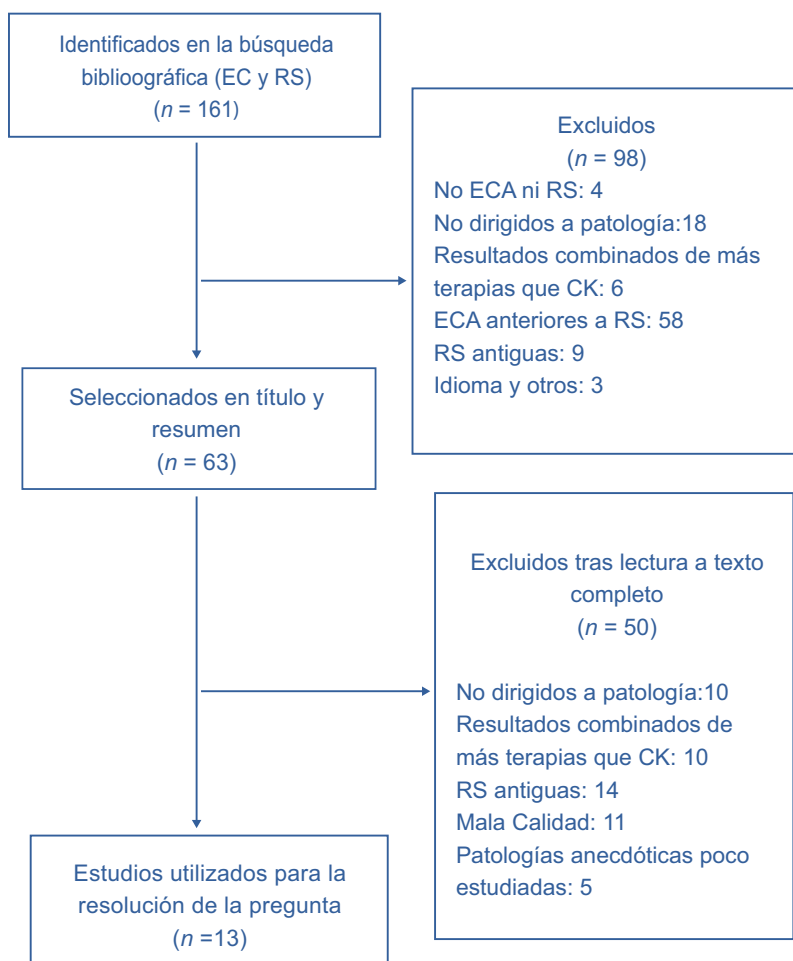 Identificados en la búsqueda
biblioográfica (EC y RS)
(n = 161)
Excluidos
(n = 98)
No ECA ni RS: 4
No dirigidos a patología:18
Resultados combinados de más
terapias que CK: 6
ECA anteriores a RS: 58
RS antiguas: 9
Idioma y otros: 3
Seleccionados en título y
resumen
(n = 63)
Excluidos tras lectura a texto
completo
(n = 50)
No dirigidos a patología:10
Resultados combinados de
más terapias que CK: 10
RS antiguas: 14
Mala Calidad: 11
Patologías anecdóticas poco
estudiadas: 5
Estudios utilizados para la
resolución de la pregunta
(n =13)